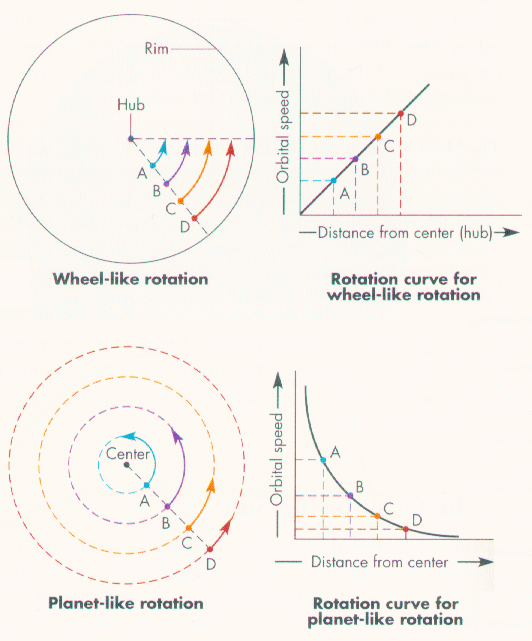 Rim
Hub
A
B
C
D
Orbital speed
A
B
C
D
Distance from center (hub)
Wheel-like rotation
Rotation curve for
wheel-like rotation
Center
A
B
C
D
Orbital speed
A
B
C
D
Distance from center
Planet-like rotation
Rotation curve for
planet-like rotation